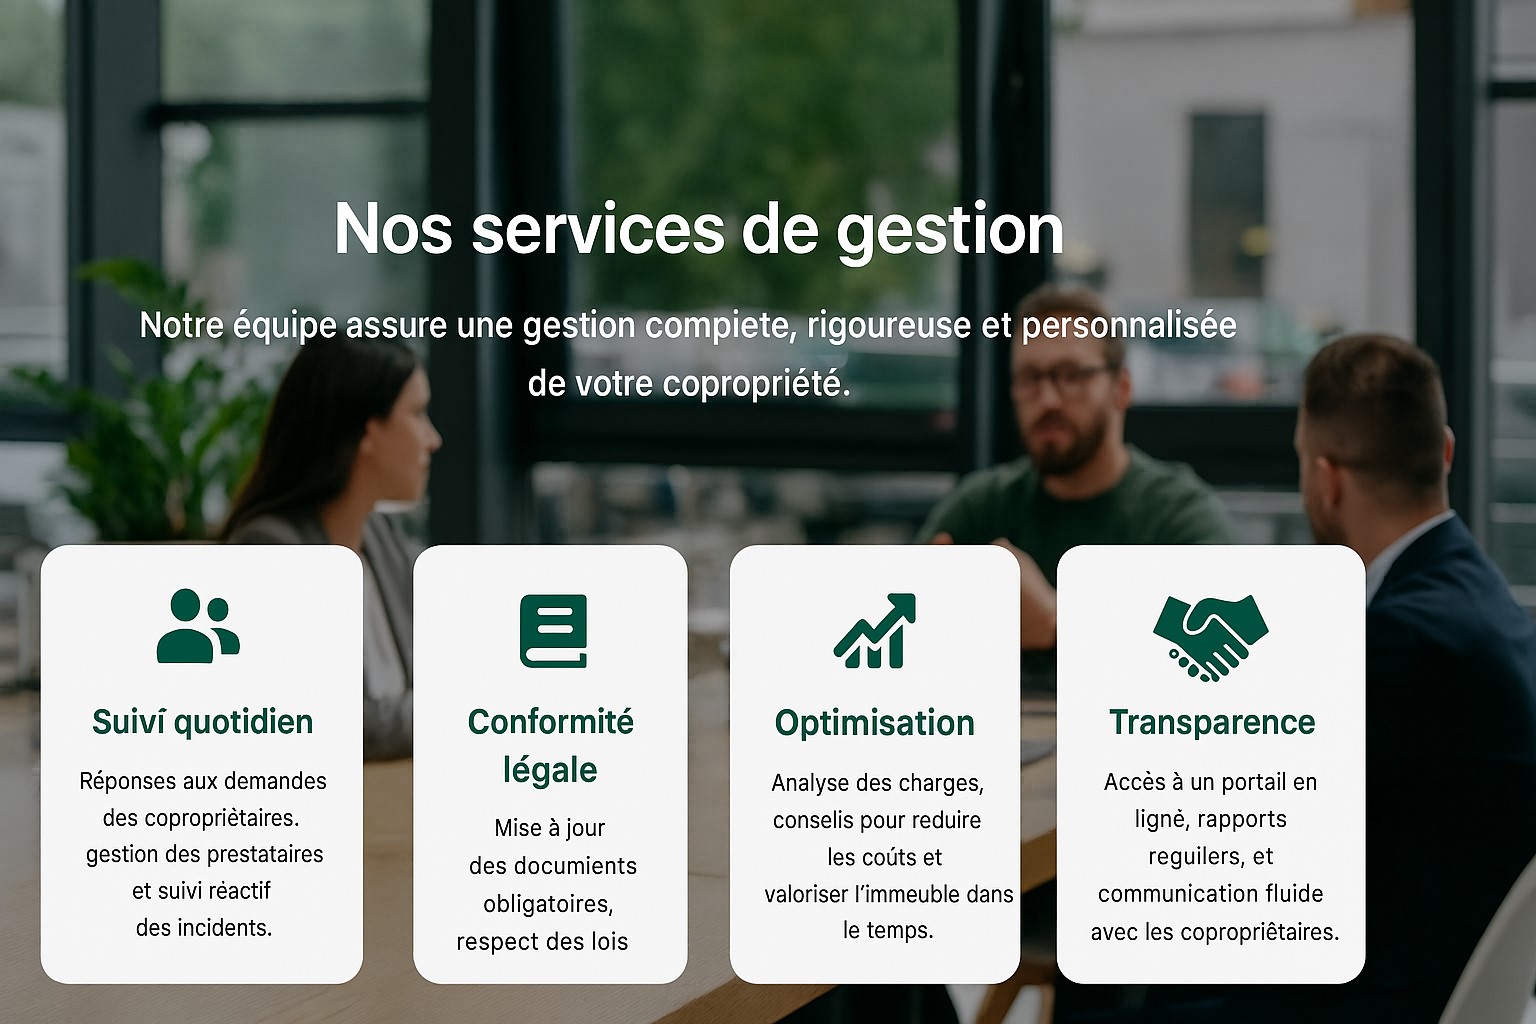 Nos services de gestion
Notre équipe assure une gestion compiete, rigoureuse et personnalisée
de votre copropriété.
Suivî quotidien
Réponses aux demandes
des copropriètaires.
gestion des prestataires
et suivi rėactif
des incidents.
Conformité
légale
Mise à jour
des documients
obligatoires,
respect des lois
Optimisation
Analyse des charges,
conselis pour reduire
les coúts et
valoriser l'immeuble dans
le temps.
Transparence
Accès à un portail en
lignė, rapports
reguilers, et
communication fluide
avec les copropriêtaires.